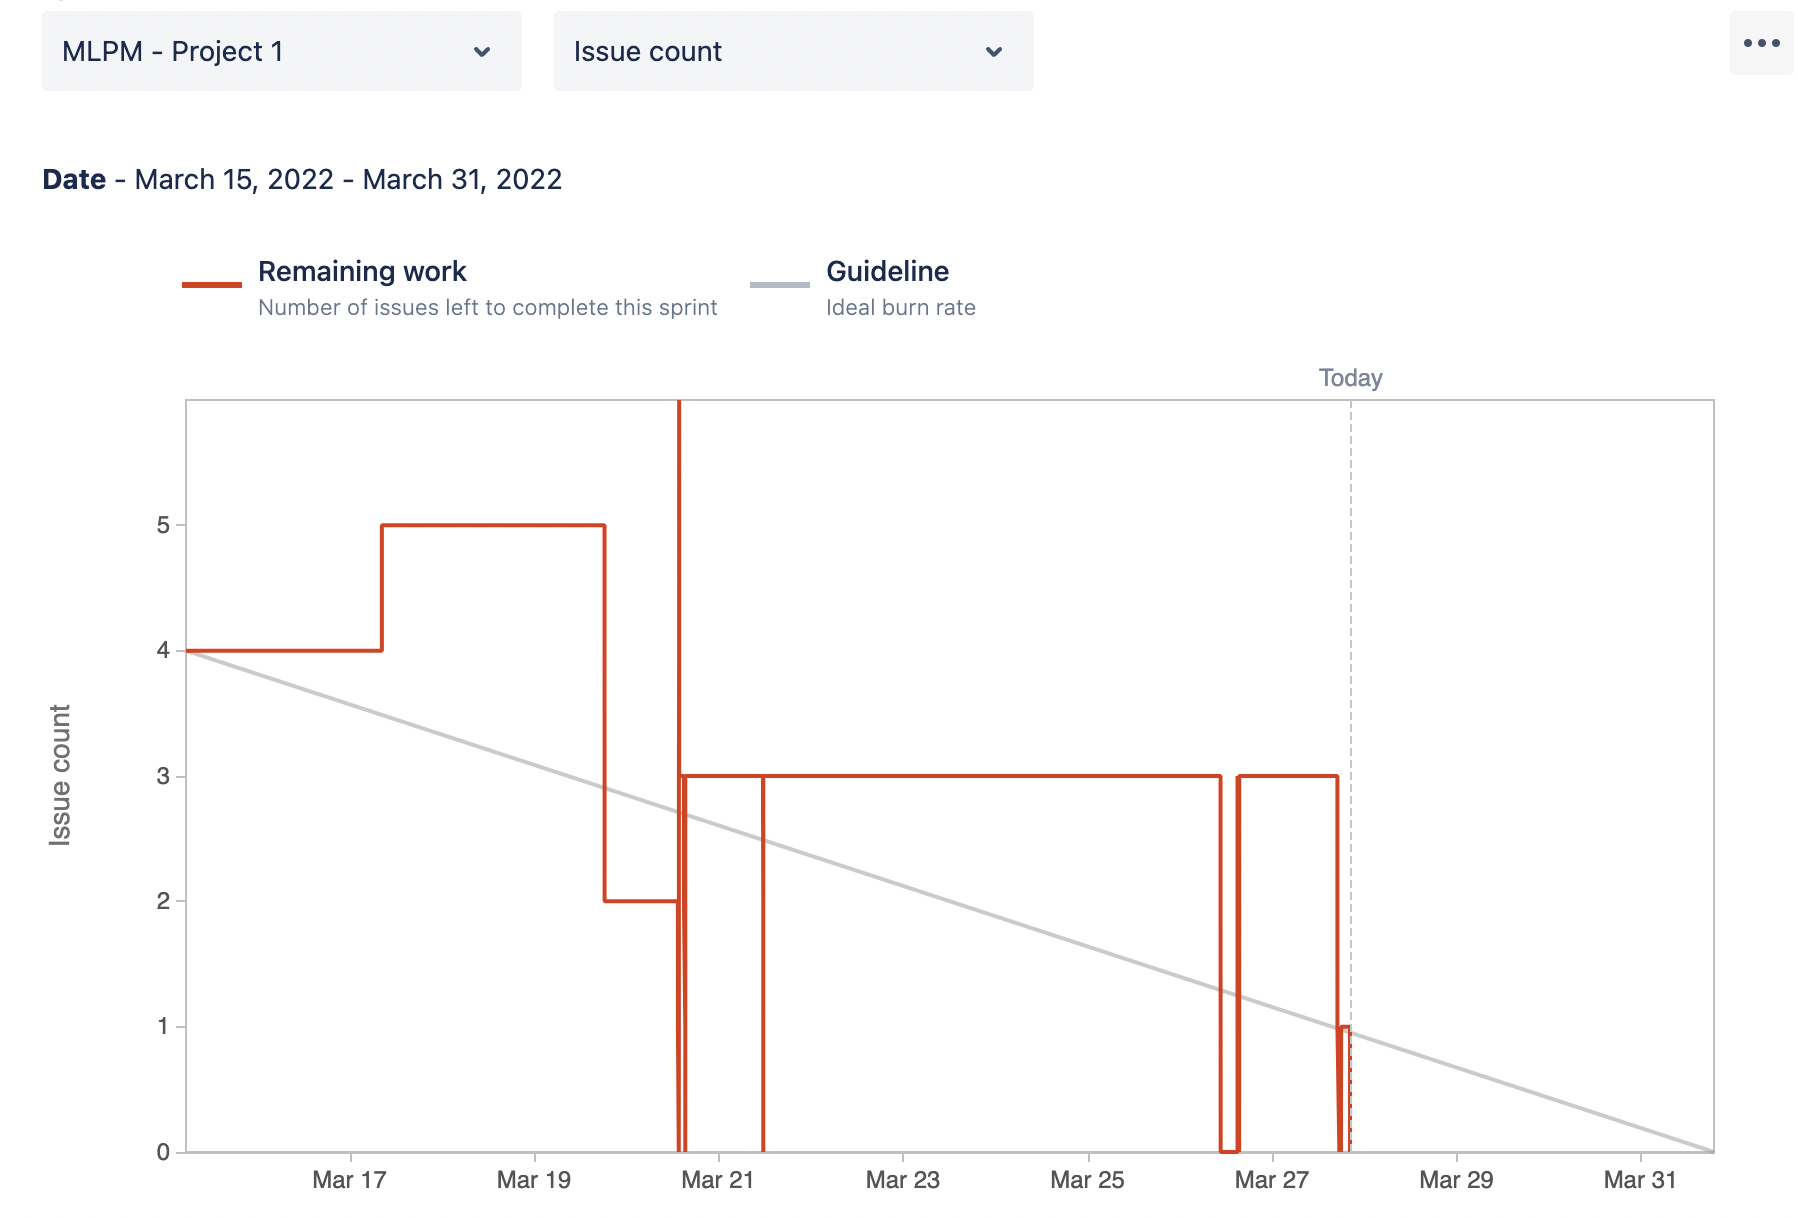 MLPM - Project 1
Issue count
Date - March 15, 2022 - March 31, 2022
Remaining work
Number of issues left to complete this sprint
Guideline
Ideal burn rate
Today
Issue count
5
4
3
2
1
0
Mar 17
Mar 19
Mar 21
Mar 23
Mar 25
Mar 27
Mar 29
Mar 31